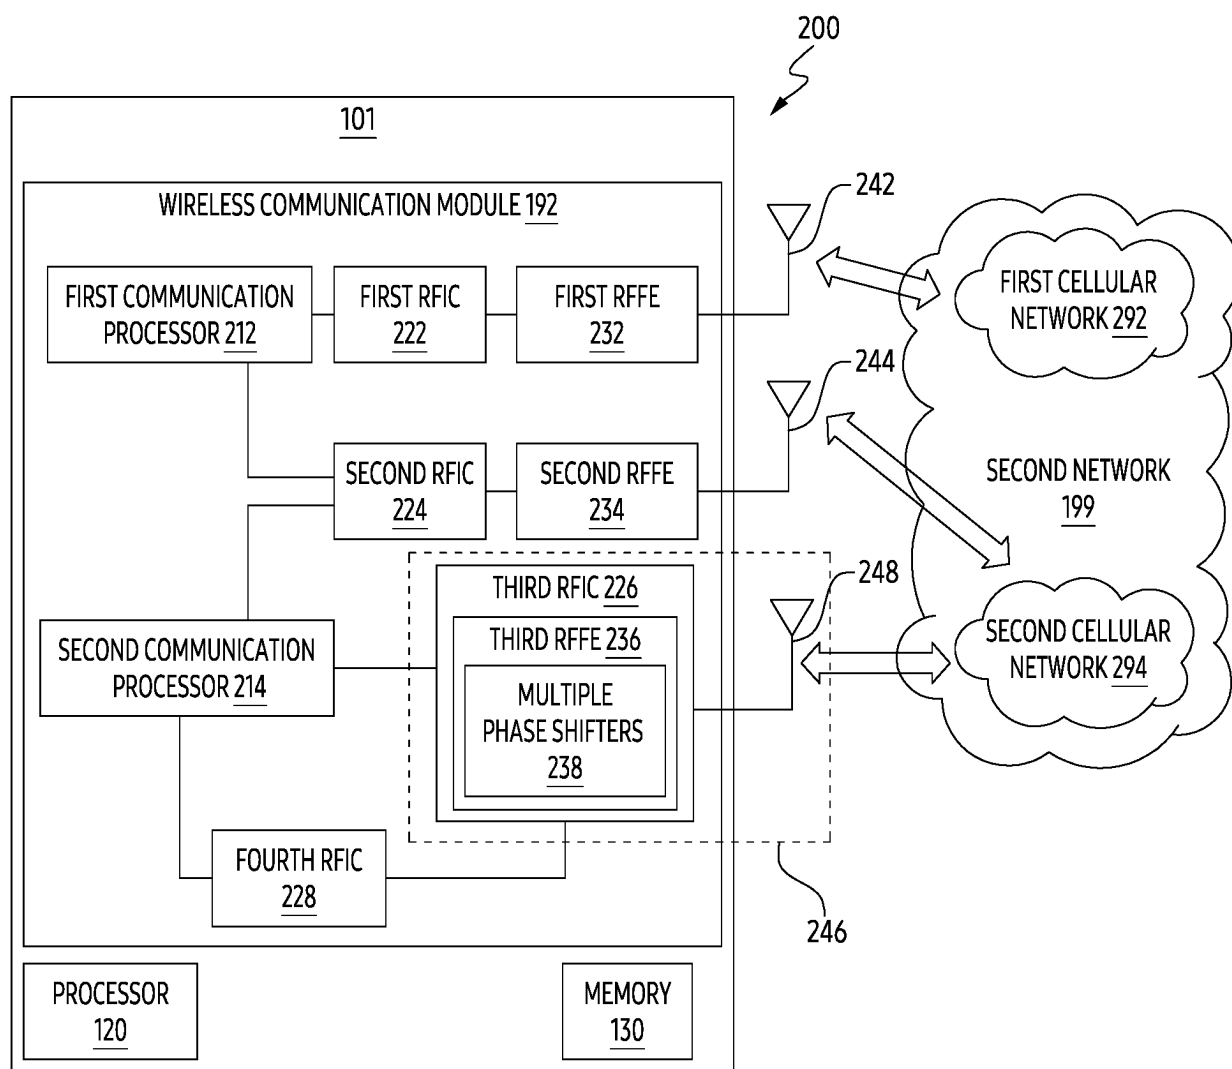 200
101
WIRELESS COMMUNICATION MODULE 192
242
FIRST COMMUNICATION
PROCESSOR 212
FIRST RFIC
222
FIRST RFFE
232
FIRST CELLULAR
NETWORK 292
244
SECOND RFIC
224
SECOND RFFE
234
SECOND NETWORK
199
248
THIRD RFIC 226
THIRD RFFE 236
MULTIPLE
PHASE SHIFTERS
238
SECOND COMMUNICATION
PROCESSOR 214
SECOND CELLULAR
NETWORK 294
FOURTH RFIC
228
246
PROCESSOR
120
MEMORY
130